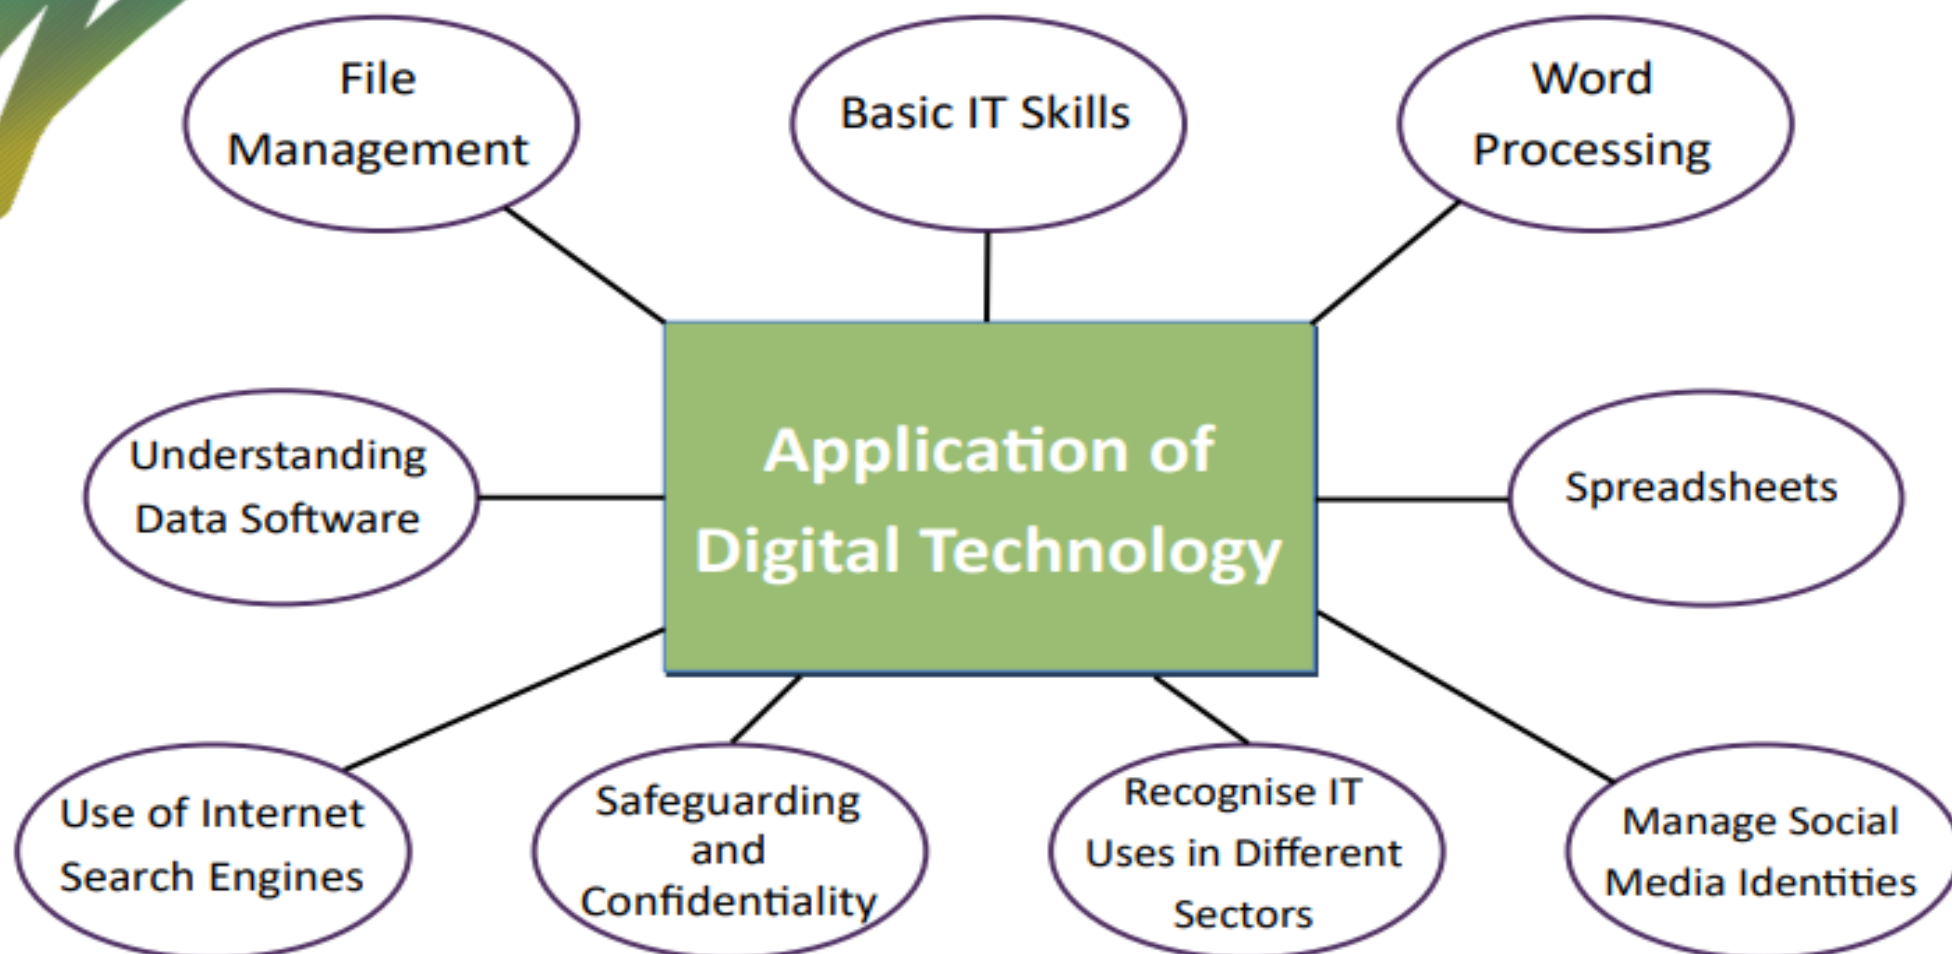 File
Management
Basic IT Skills
Word
Processing
Understanding
Data Software
Application of
Digital Technology
Spreadsheets
Use of Internet
Search Engines
Safeguarding
and
Confidentiality
Recognise IT
Uses in Different
Sectors
Manage Social
Media Identities